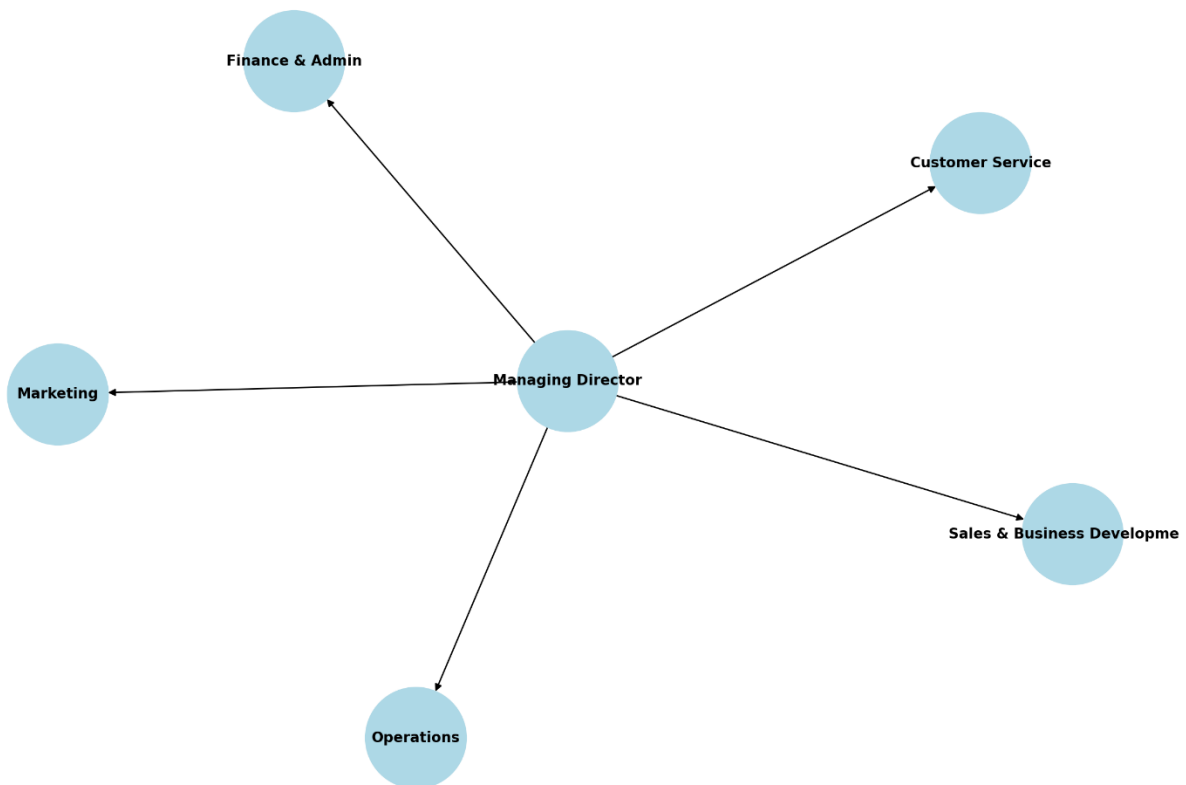 Finance & Admin
Customer Service
Managing Director
Marketing
Sales & Business Developme
Operations